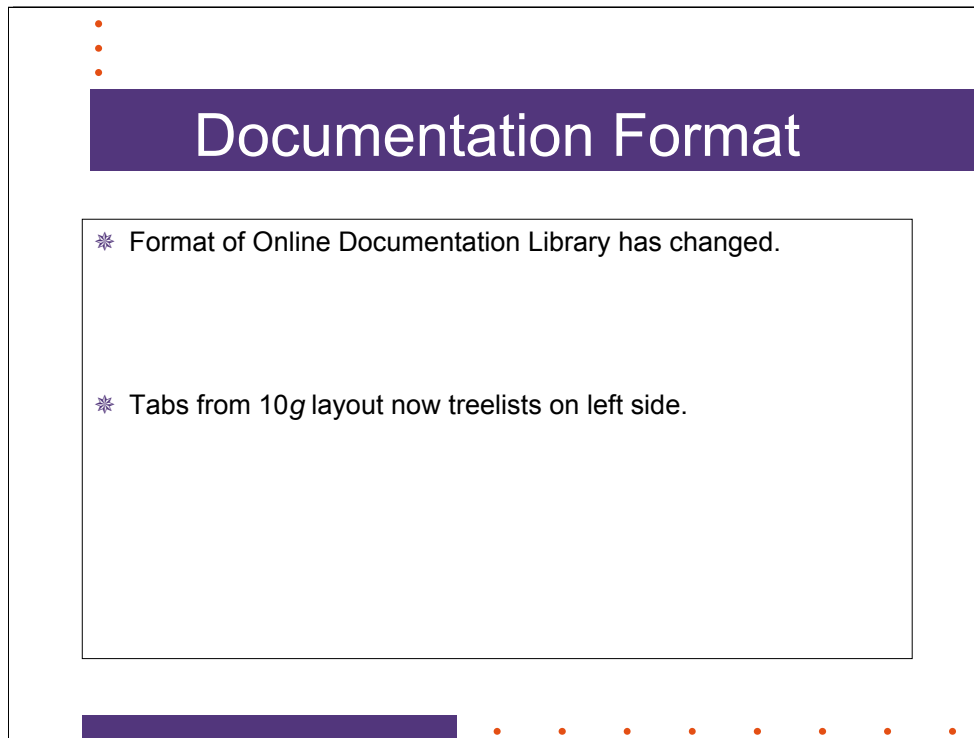 Documentation Format
Format of Online Documentation Library has changed.
Tabs from 10g layout now treelists on left side.